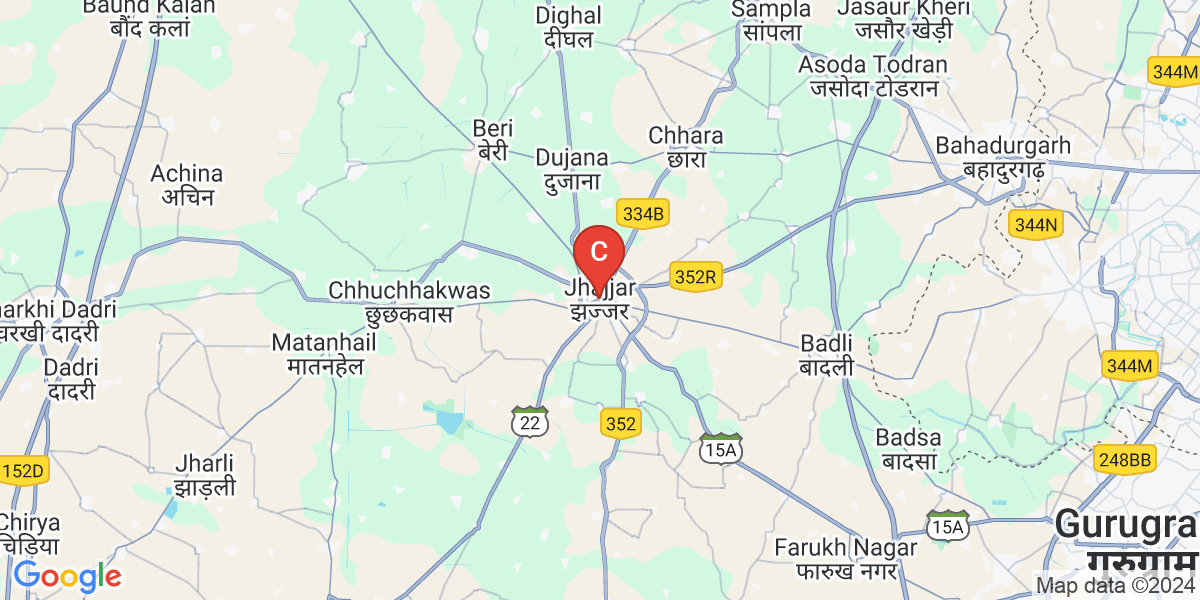 Baund Kalan
बौंद कलां
Dighal
दीघल
Sampla
सांपला
Jasaur Kheri
जसौर खेड़ी
Asoda Todran
जसोदा टोडरान
344M
Beri
बेरी
Dujana
दुजाना
Chhara
छारा
Bahadurgarh
बहादुरगढ़
Achina
अचिन
334B
344N
C
352R
Jhajjar
झज्जर
Chhuchhakwas
छुछकवास
arkhi Dadri
चरखी दादरी
Matanhail
मातनहेल
Badli
बादली
Dadri
दादरी
344M
22
352
15A
Badsa
बादसा
248BB
Jharli
झाड़ली
152D
Chirya
चिड़िया
15A
Gurugra
गुरुग्राम
Farukh Nagar
फारुख नगर
Google
Map data ©2024